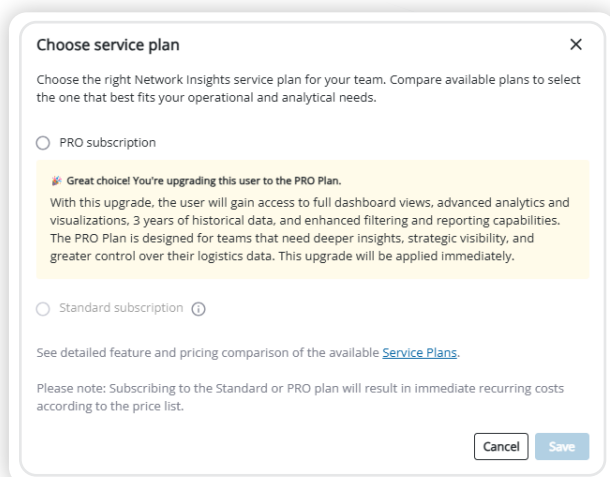 Choose service plan
Choose the right Network Insights service plan for your team. Compare available plans to select
the one that best fits your operational and analytical needs.
PRO subscription
🎉 Great choice! You're upgrading this user to the PRO Plan.
With this upgrade, the user will gain access to full dashboard views, advanced analytics and
visualizations, 3 years of historical data, and enhanced filtering and reporting capabilities.
The PRO Plan is designed for teams that need deeper insights, strategic visibility, and
greater control over their logistics data. This upgrade will be applied immediately.
Standard subscription
See detailed feature and pricing comparison of the available Service Plans.
Please note: Subscribing to the Standard or PRO plan will result in immediate recurring costs
according to the price list.
Cancel Save